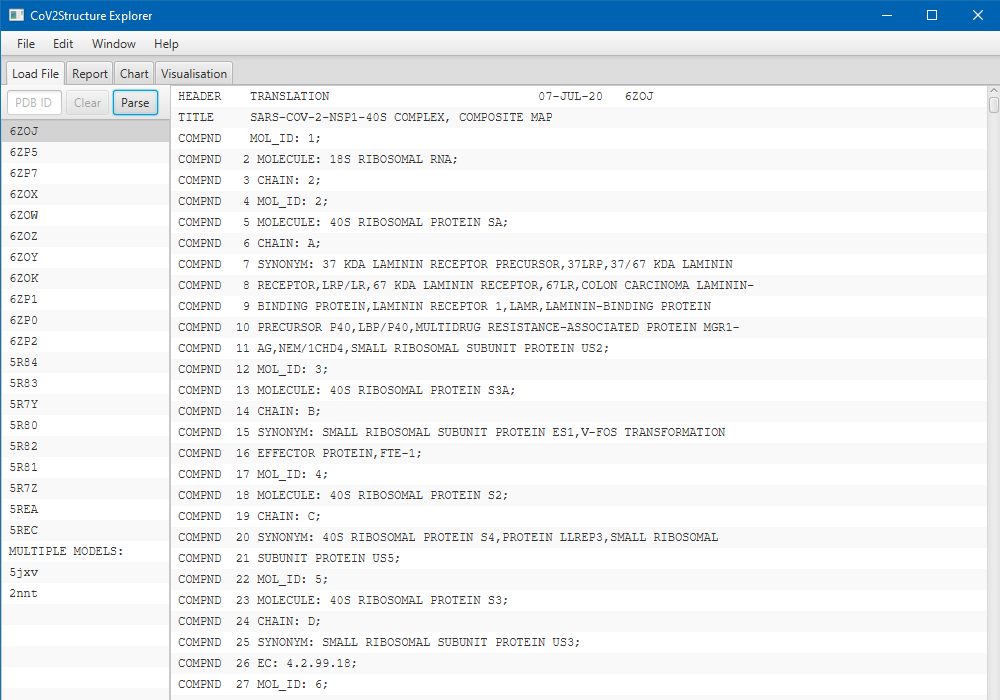 CoV2Structure Explorer
File Edit Window Help
Load File Report Chart Visualisation
PDB ID Clear Parse
6ZOJ
6ZP5
6ZP7
6ZOX
6ZOW
6ZOZ
6ZOY
6ZOK
6ZP1
6ZP0
6ZP2
5R84
5R83
5R7Y
5R80
5R82
5R81
5R7Z
5REA
5REC
MULTIPLE MODELS:
5jxv
2nnt
HEADER    TRANSLATION                             07-JUL-20   6ZOJ
TITLE     SARS-COV-2-NSP1-40S COMPLEX, COMPOSITE MAP
COMPND    MOL_ID: 1;
COMPND   2 MOLECULE: 18S RIBOSOMAL RNA;
COMPND   3 CHAIN: 2;
COMPND   4 MOL_ID: 2;
COMPND   5 MOLECULE: 40S RIBOSOMAL PROTEIN SA;
COMPND   6 CHAIN: A;
COMPND   7 SYNONYM: 37 KDA LAMININ RECEPTOR PRECURSOR,37LRP,37/67 KDA LAMININ
COMPND   8 RECEPTOR,LRP/LR,67 KDA LAMININ RECEPTOR,67LR,COLON CARCINOMA LAMININ-
COMPND   9 BINDING PROTEIN,LAMININ RECEPTOR 1,LAMR,LAMININ-BINDING PROTEIN
COMPND  10 PRECURSOR P40,LBP/P40,MULTIDRUG RESISTANCE-ASSOCIATED PROTEIN MGR1-
COMPND  11 AG,NEM/1CHD4,SMALL RIBOSOMAL SUBUNIT PROTEIN US2;
COMPND  12 MOL_ID: 3;
COMPND  13 MOLECULE: 40S RIBOSOMAL PROTEIN S3A;
COMPND  14 CHAIN: B;
COMPND  15 SYNONYM: SMALL RIBOSOMAL SUBUNIT PROTEIN ES1,V-FOS TRANSFORMATION
COMPND  16 EFFECTOR PROTEIN,FTE-1;
COMPND  17 MOL_ID: 4;
COMPND  18 MOLECULE: 40S RIBOSOMAL PROTEIN S2;
COMPND  19 CHAIN: C;
COMPND  20 SYNONYM: 40S RIBOSOMAL PROTEIN S4,PROTEIN LLREP3,SMALL RIBOSOMAL
COMPND  21 SUBUNIT PROTEIN US5;
COMPND  22 MOL_ID: 5;
COMPND  23 MOLECULE: 40S RIBOSOMAL PROTEIN S3;
COMPND  24 CHAIN: D;
COMPND  25 SYNONYM: SMALL RIBOSOMAL SUBUNIT PROTEIN US3;
COMPND  26 EC: 4.2.99.18;
COMPND  27 MOL_ID: 6;